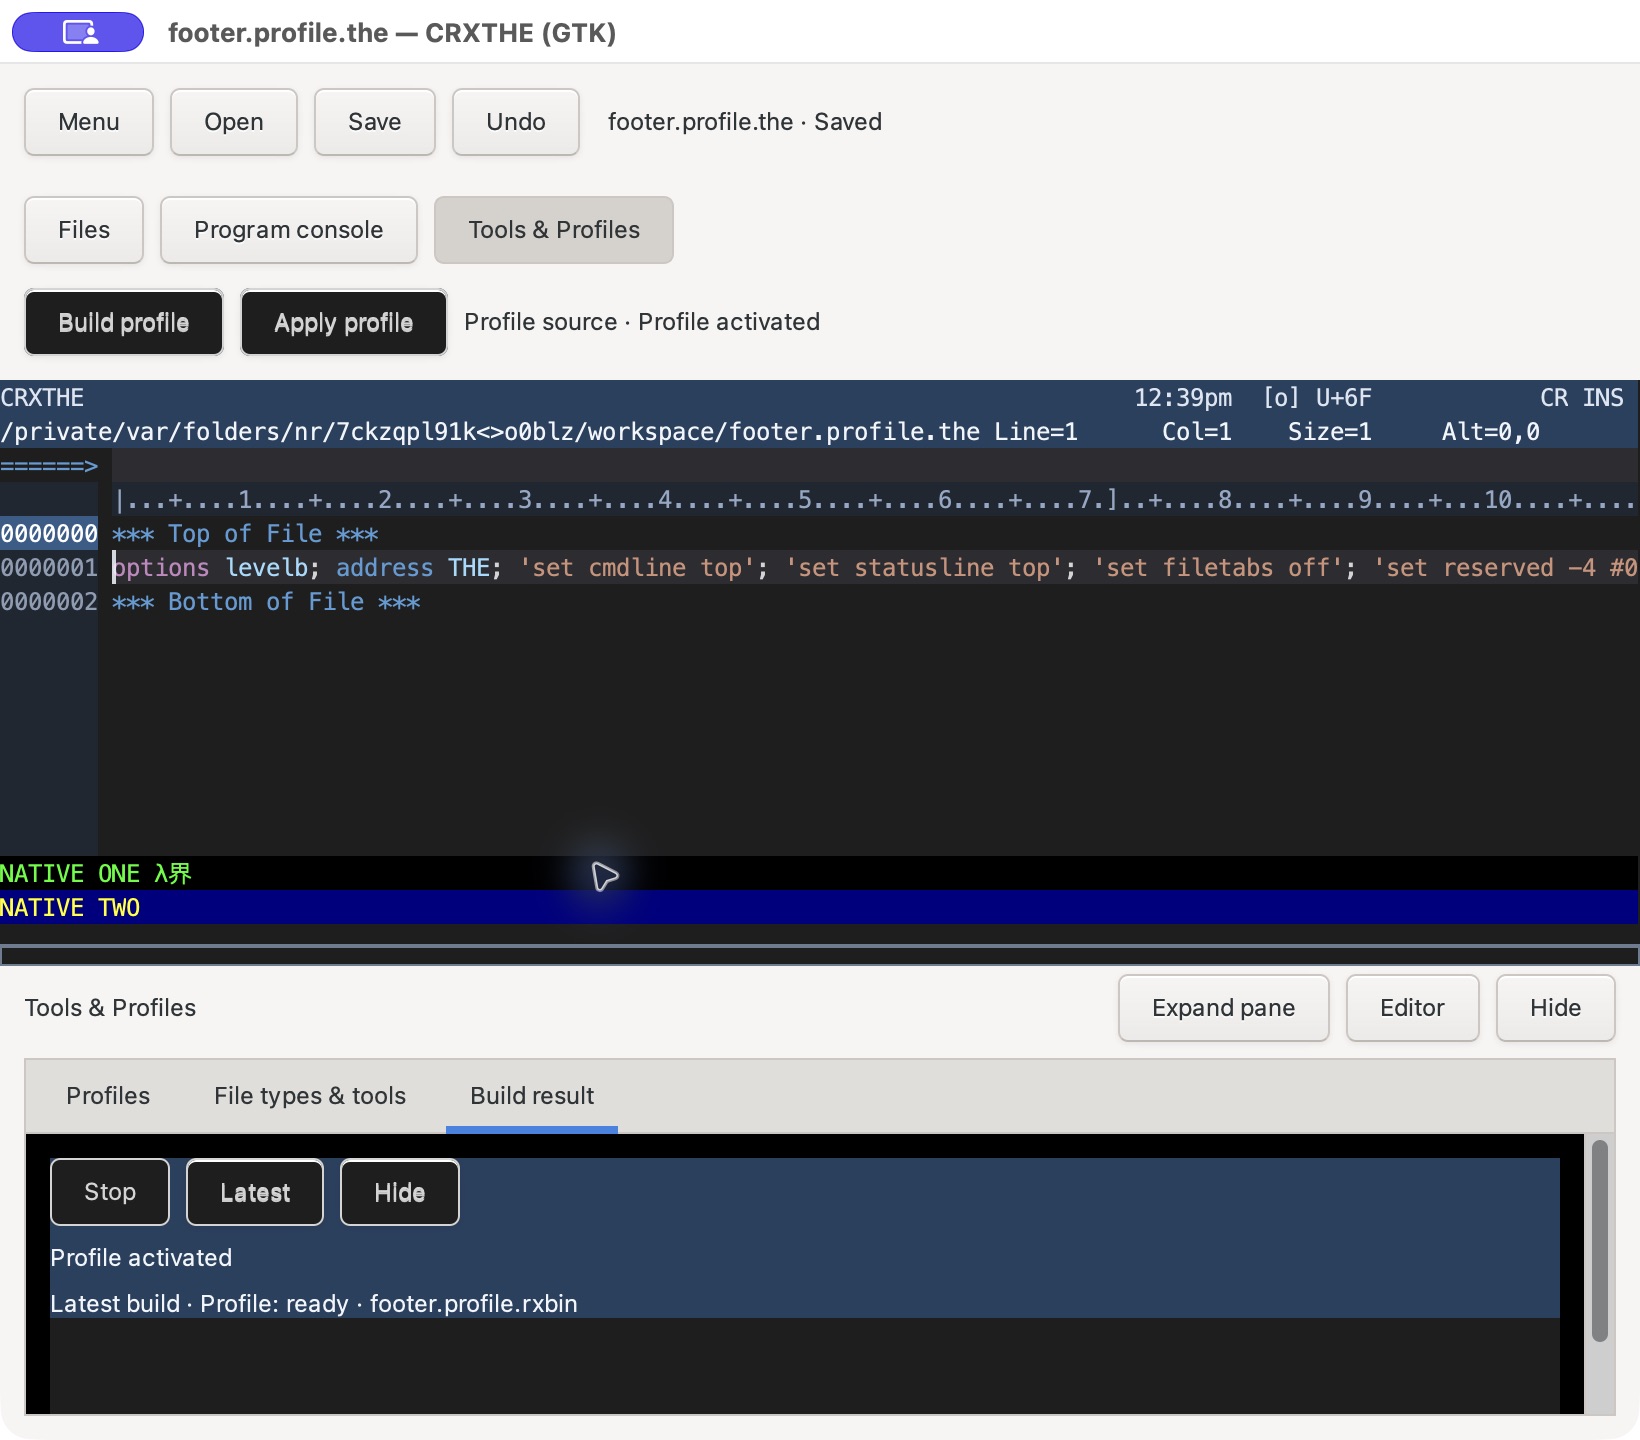 footer.profile.the — CRXTHE (GTK)
Menu Open Save Undo footer.profile.the · Saved
Files Program console Tools & Profiles
Build profile Apply profile Profile source · Profile activated
CRXTHE 12:39pm [o] U+6F CR INS
/private/var/folders/nr/7ckzqpl91k<>o0blz/workspace/footer.profile.the Line=1 Col=1 Size=1 Alt=0,0
======>
|...+....1....+....2....+....3....+....4....+....5....+....6....+....7.]..+....8....+....9....+...10....+....
0000000 *** Top of File ***
0000001 options levelb; address THE; 'set cmdline top'; 'set statusline top'; 'set filetabs off'; 'set reserved -4 #0
0000002 *** Bottom of File ***
NATIVE ONE λ界
NATIVE TWO
Tools & Profiles Expand pane Editor Hide
Profiles File types & tools Build result
Stop Latest Hide
Profile activated
Latest build · Profile: ready · footer.profile.rxbin